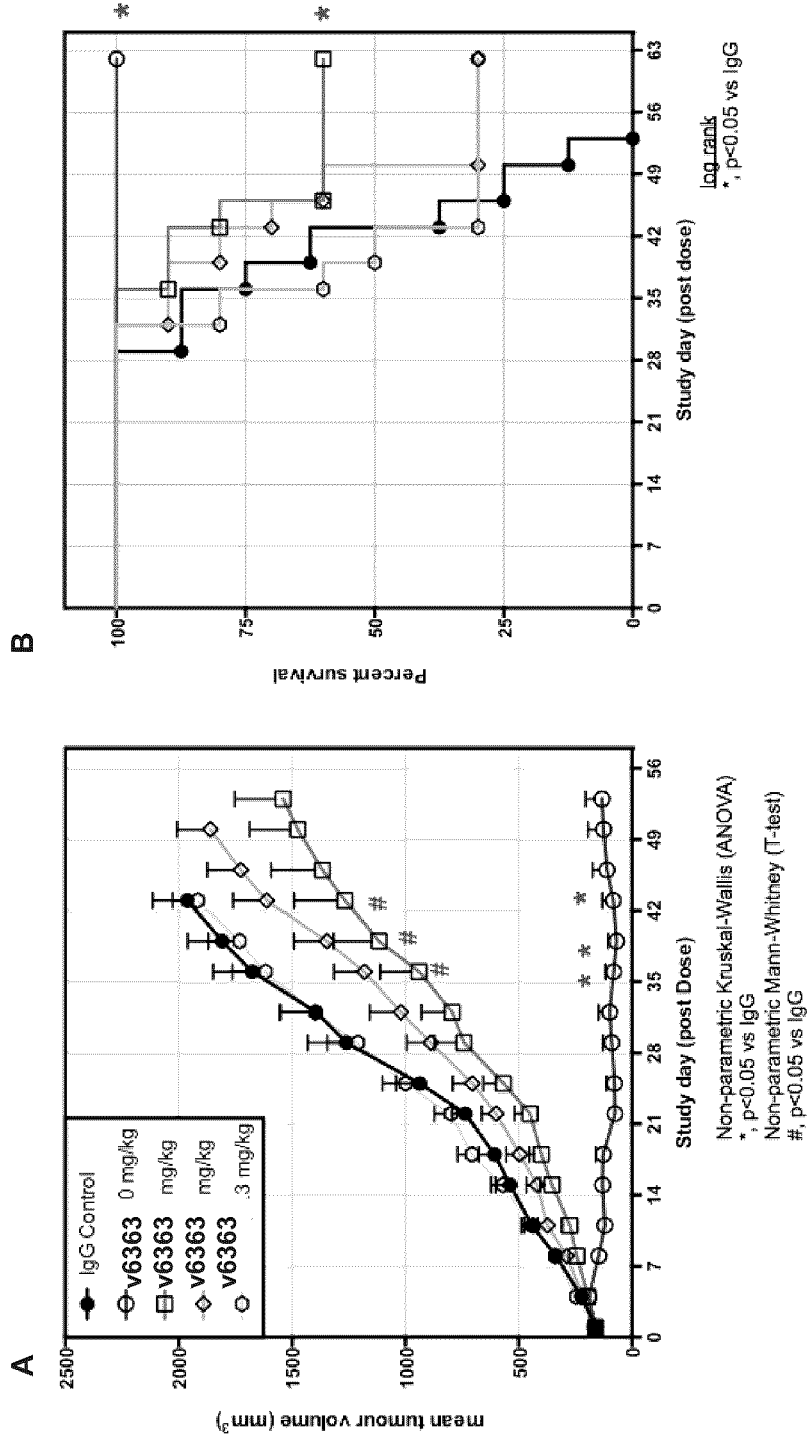 A
2500
2000
1500
1000
500
0
mean tumour volume (mm³)
IgG Control
v6363 0 mg/kg
v6363 mg/kg
v6363 mg/kg
v6363 .3 mg/kg
#
#
#
*
*
*
0
7
14
21
28
35
42
49
56
Study day (post Dose)
Non-parametric Kruskal-Wallis (ANOVA)
*, p<0.05 vs IgG
Non-parametric Mann-Whitney (T-test)
#, p<0.05 vs IgG
B
*
*
100
75
50
25
0
Percent survival
0
7
14
21
28
35
42
49
56
63
Study day (post dose)
log rank
*, p<0.05 vs IgG